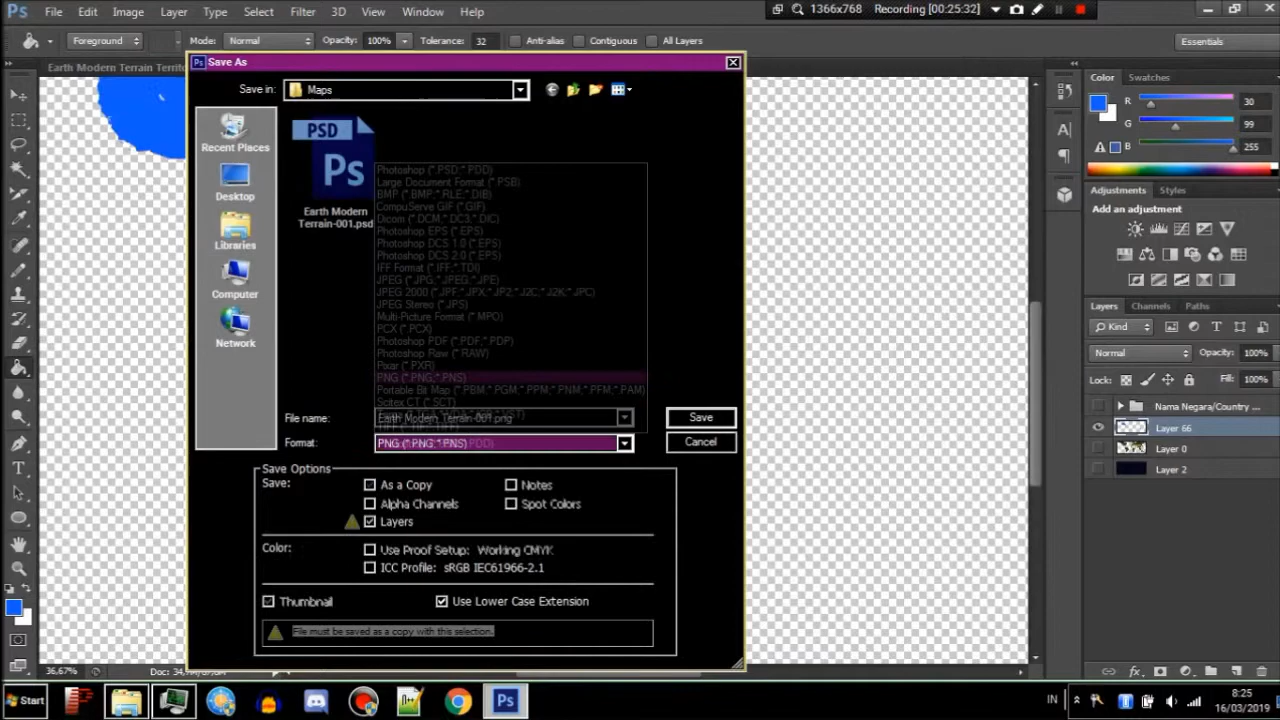 Ps File Edit Image Layer Type Select Filter 3D View Window Help
1366x768 Recording [00:25:32]
Foreground Mode: Normal Opacity: 100% Tolerance: 32 Anti-alias Contiguous All Layers
Essentials
Earth Modern Terrain
Ps Save As
Save in: Maps
Recent Places
Desktop
Libraries
Computer
Network
PSD
Ps
Earth Modern
Terrain-001.psd
Photoshop (*.PSD;*.PDD)
Large Document Format (*.PSB)
BMP (*.BMP;*.RLE;*.DIB)
CompuServe GIF (*.GIF)
Dicom (*.DCM;*.DC3;*.DIC)
Photoshop EPS (*.EPS)
Photoshop DCS 1.0 (*.EPS)
Photoshop DCS 2.0 (*.EPS)
IFF Format (*.IFF;*.TDI)
JPEG (*.JPG;*.JPEG;*.JPE)
JPEG 2000 (*.JPF;*.JPX;*.JP2;*.J2C;*.J2K;*.JPC)
JPEG Stereo (*.JPS)
Multi-Picture Format (*.MPO)
PCX (*.PCX)
Photoshop PDF (*.PDF;*.PDP)
Photoshop Raw (*.RAW)
Pixar (*.PXR)
PNG (*.PNG;*.PNS)
Portable Bit Map (*.PBM;*.PGM;*.PPM;*.PNM;*.PFM;*.PAM)
Scitex CT (*.SCT)
File name: Earth Modern Terrain-001.png
Save
Format: PNG (*.PNG;*.PNS)
Cancel
Save Options
Save: As a Copy
Notes
Alpha Channels
Spot Colors
Layers
Color: Use Proof Setup: Working CMYK
ICC Profile: sRGB IEC61966-2.1
Thumbnail
Use Lower Case Extension
File must be saved as a copy with this selection.
Color Swatches
R 30
G 99
B 255
Adjustments Styles
Add an adjustment
Layers Channels Paths
Kind
Normal Opacity: 100%
Lock: Fill: 100%
Nama Negara/Country ...
Layer 66
Layer 0
Layer 2
36,67%
Start
Ps
IN
8:25
16/03/2019